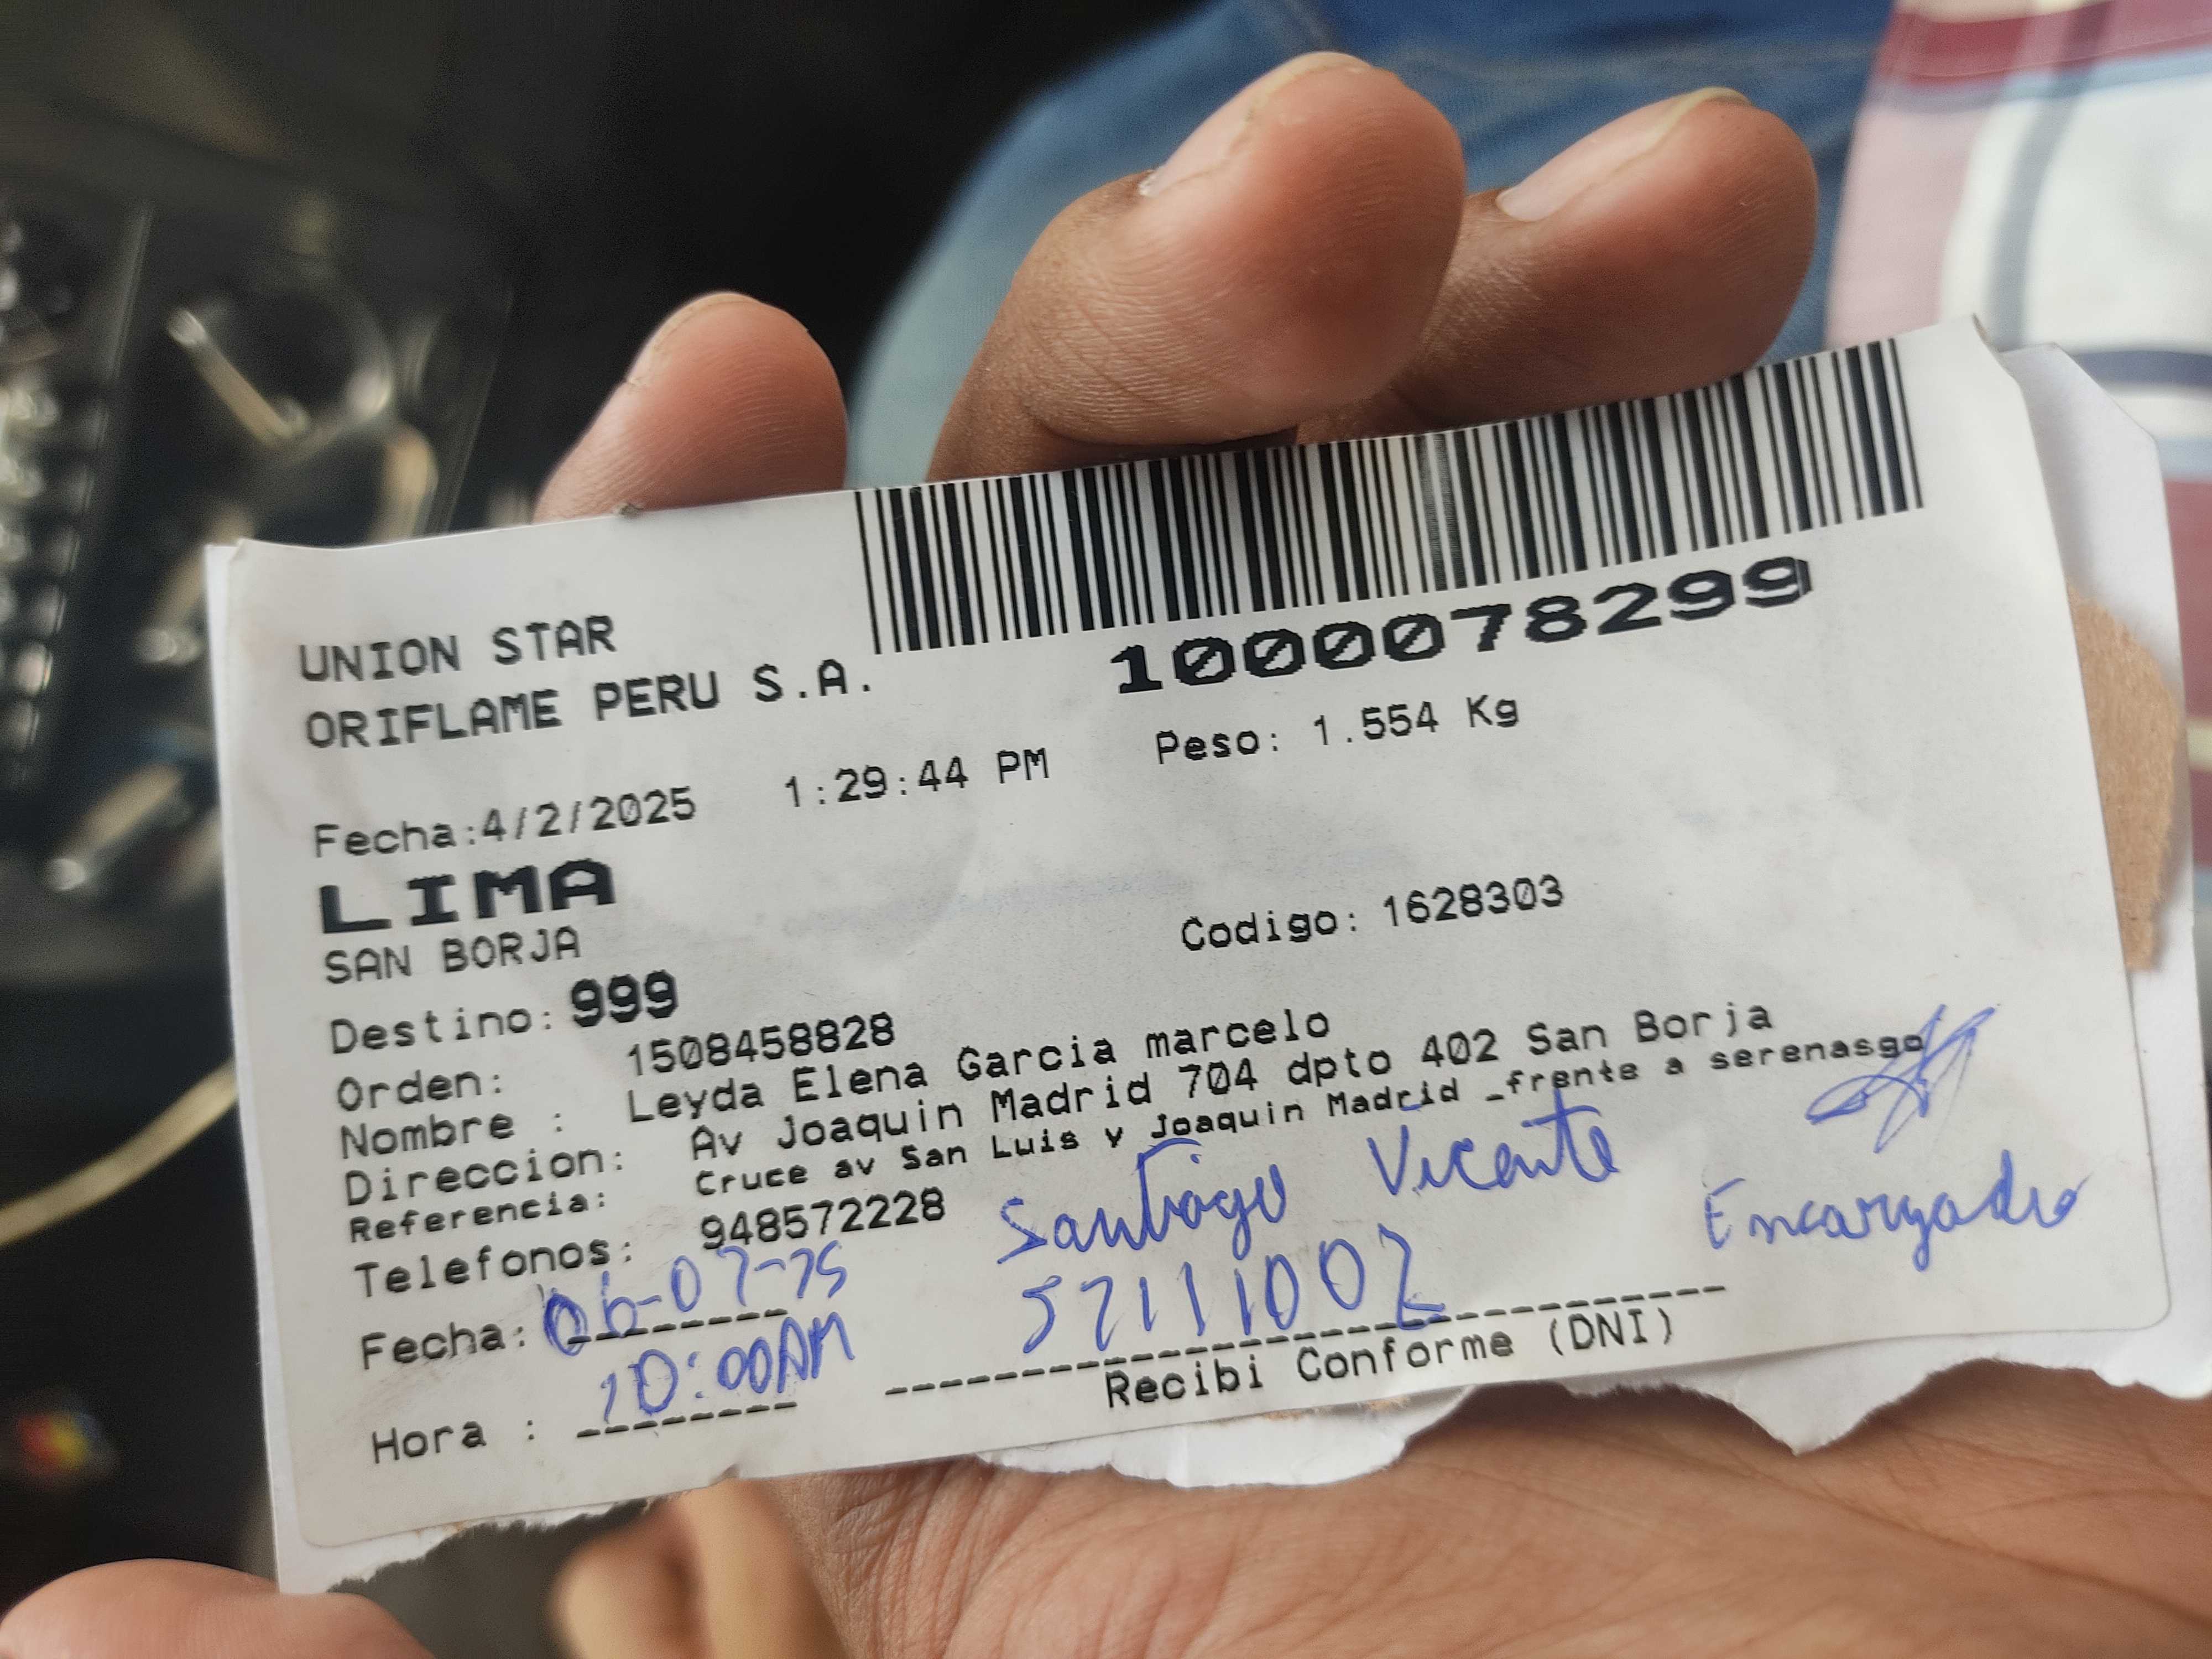 UNION STAR
ORIFLAME PERU S.A.
1000078299
Fecha:4/2/2025 1:29:44 PM Peso: 1.554 Kg
LIMA
SAN BORJA
Codigo: 1628303
Destino: 999
Orden: 1508458828
Nombre : Leyda Elena Garcia marcelo
Direccion: Av Joaquin Madrid 704 dpto 402 San Borja
Referencia: Cruce av San Luis y Joaquin Madrid _frente a serenasgo
Telefonos: 948572228
Santiago Vicente
Encargado
Fecha:
57111002
Hora : 10:00AM
Recibi Conforme (DNI)